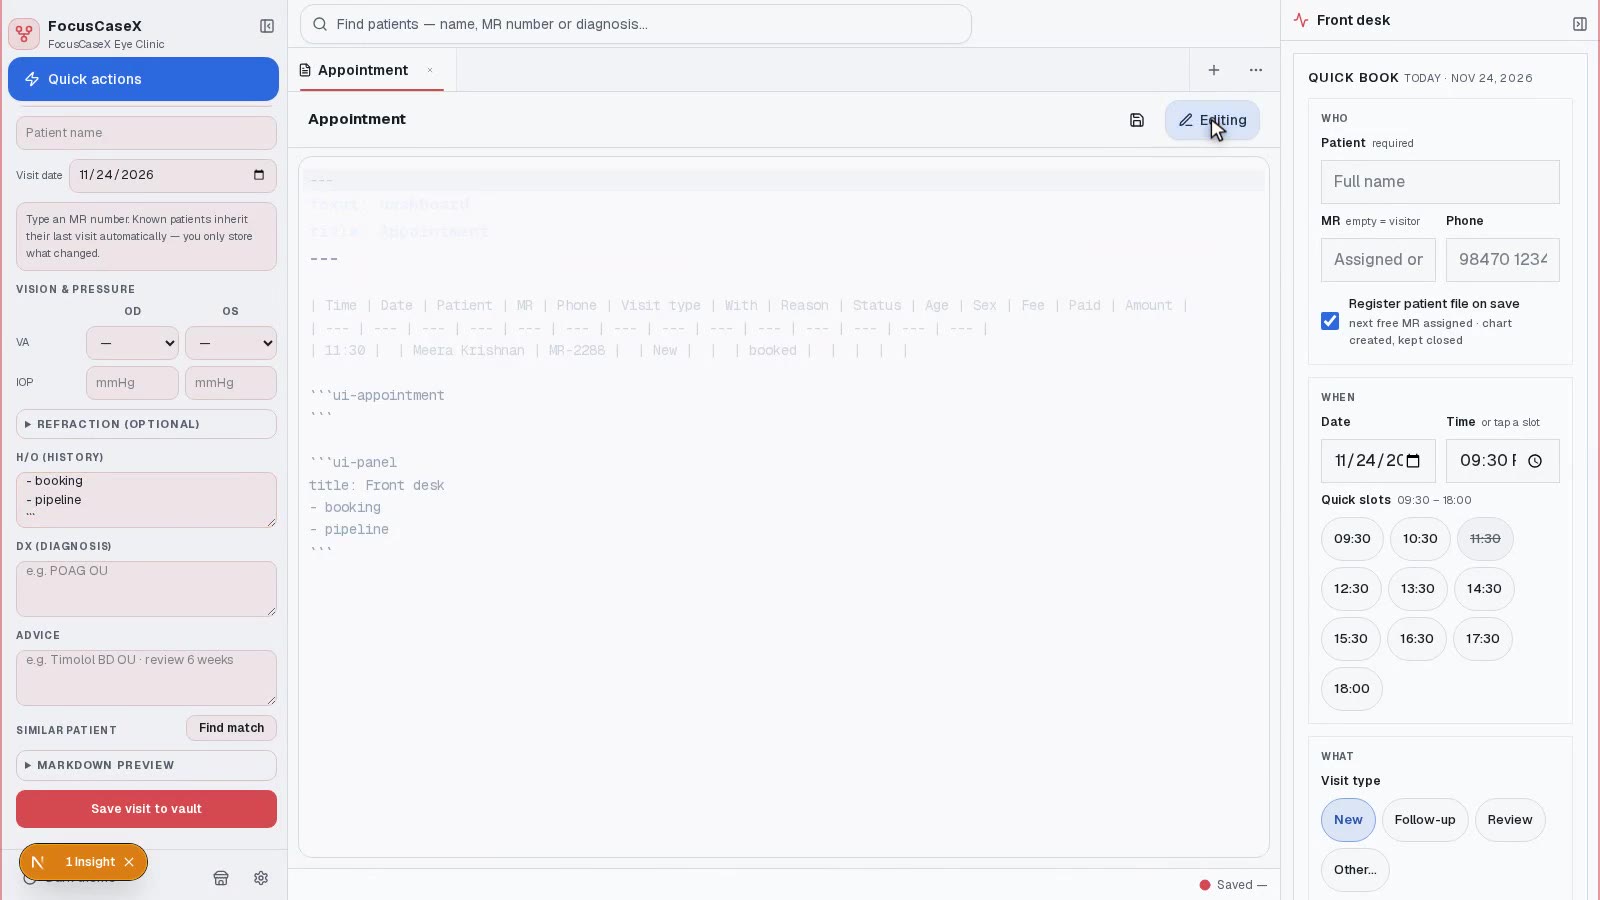 FocusCaseX
FocusCaseX Eye Clinic
Quick actions
Patient name
Visit date 11/24/2026
Type an MR number. Known patients inherit
their last visit automatically — you only store
what changed.
VISION & PRESSURE
OD OS
VA — —
IOP mmHg mmHg
REFRACTION (OPTIONAL)
H/O (HISTORY)
- booking
- pipeline
```
DX (DIAGNOSIS)
e.g. POAG OU
ADVICE
e.g. Timolol BD OU · review 6 weeks
SIMILAR PATIENT Find match
MARKDOWN PREVIEW
Save visit to vault
1 Insight
Find patients — name, MR number or diagnosis...
Appointment
Appointment
Editing
---
title: Appointment
---
| Time | Date | Patient | MR | Phone | Visit type | With | Reason | Status | Age | Sex | Fee | Paid | Amount |
| --- | --- | --- | --- | --- | --- | --- | --- | --- | --- | --- | --- | --- | --- |
| 11:30 |  | Meera Krishnan | MR-2288 |  | New |  |  | booked |  |  |  |  |
```ui-appointment
```
```ui-panel
title: Front desk
- booking
- pipeline
```
Saved —
Front desk
QUICK BOOK TODAY · NOV 24, 2026
WHO
Patient required
Full name
MR empty = visitor Phone
Assigned or 98470 1234
Register patient file on save
next free MR assigned · chart
created, kept closed
WHEN
Date Time or tap a slot
11/24/20 09:30
Quick slots 09:30 – 18:00
09:30 10:30 11:30
12:30 13:30 14:30
15:30 16:30 17:30
18:00
WHAT
Visit type
New Follow-up Review
Other...